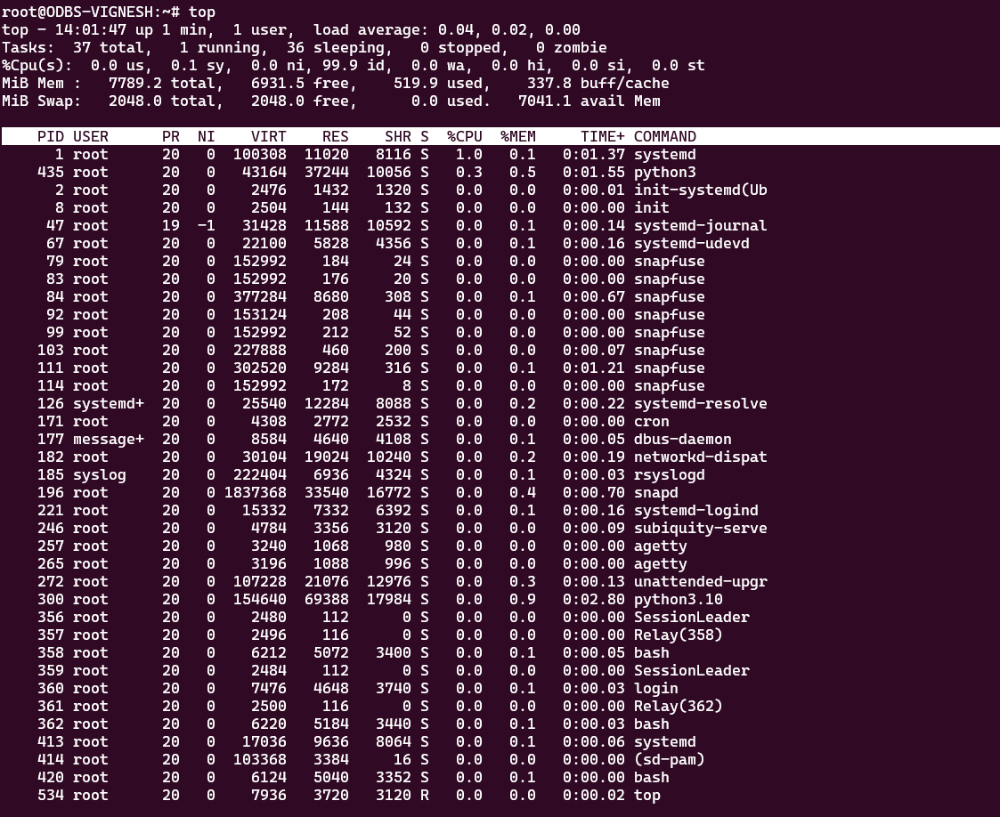 root@ODBS-VIGNESH:~# top
top - 14:01:47 up 1 min,  1 user,  load average: 0.04, 0.02, 0.00
Tasks:  37 total,   1 running,  36 sleeping,   0 stopped,   0 zombie
%Cpu(s):  0.0 us,  0.1 sy,  0.0 ni, 99.9 id,  0.0 wa,  0.0 hi,  0.0 si,  0.0 st
MiB Mem :   7789.2 total,   6931.5 free,    519.9 used,    337.8 buff/cache
MiB Swap:   2048.0 total,   2048.0 free,      0.0 used.   7041.1 avail Mem
    PID USER      PR  NI    VIRT    RES    SHR S  %CPU  %MEM     TIME+ COMMAND
      1 root      20   0  100308  11020   8116 S   1.0   0.1   0:01.37 systemd
    435 root      20   0   43164  37244  10056 S   0.3   0.5   0:01.55 python3
      2 root      20   0    2476   1432   1320 S   0.0   0.0   0:00.01 init-systemd(Ub
      8 root      20   0    2504    144    132 S   0.0   0.0   0:00.00 init
     47 root      19  -1   31428  11588  10592 S   0.0   0.1   0:00.14 systemd-journal
     67 root      20   0   22100   5828   4356 S   0.0   0.1   0:00.16 systemd-udevd
     79 root      20   0  152992    184     24 S   0.0   0.0   0:00.00 snapfuse
     83 root      20   0  152992    176     20 S   0.0   0.0   0:00.00 snapfuse
     84 root      20   0  377284   8680    308 S   0.0   0.1   0:00.67 snapfuse
     92 root      20   0  153124    208     44 S   0.0   0.0   0:00.00 snapfuse
     99 root      20   0  152992    212     52 S   0.0   0.0   0:00.00 snapfuse
    103 root      20   0  227888    460    200 S   0.0   0.0   0:00.07 snapfuse
    111 root      20   0  302520   9284    316 S   0.0   0.1   0:01.21 snapfuse
    114 root      20   0  152992    172      8 S   0.0   0.0   0:00.00 snapfuse
    126 systemd+  20   0   25540  12284   8088 S   0.0   0.2   0:00.22 systemd-resolve
    171 root      20   0    4308   2772   2532 S   0.0   0.0   0:00.00 cron
    177 message+  20   0    8584   4640   4108 S   0.0   0.1   0:00.05 dbus-daemon
    182 root      20   0   30104  19024  10240 S   0.0   0.2   0:00.19 networkd-dispat
    185 syslog    20   0  222404   6936   4324 S   0.0   0.1   0:00.03 rsyslogd
    196 root      20   0 1837368  33540  16772 S   0.0   0.4   0:00.70 snapd
    221 root      20   0   15332   7332   6392 S   0.0   0.1   0:00.16 systemd-logind
    246 root      20   0    4784   3356   3120 S   0.0   0.0   0:00.09 subiquity-serve
    257 root      20   0    3240   1068    980 S   0.0   0.0   0:00.00 agetty
    265 root      20   0    3196   1088    996 S   0.0   0.0   0:00.00 agetty
    272 root      20   0  107228  21076  12976 S   0.0   0.3   0:00.13 unattended-upgr
    300 root      20   0  154640  69388  17984 S   0.0   0.9   0:02.80 python3.10
    356 root      20   0    2480    112      0 S   0.0   0.0   0:00.00 SessionLeader
    357 root      20   0    2496    116      0 S   0.0   0.0   0:00.00 Relay(358)
    358 root      20   0    6212   5072   3400 S   0.0   0.1   0:00.05 bash
    359 root      20   0    2484    112      0 S   0.0   0.0   0:00.00 SessionLeader
    360 root      20   0    7476   4648   3740 S   0.0   0.1   0:00.03 login
    361 root      20   0    2500    116      0 S   0.0   0.0   0:00.00 Relay(362)
    362 root      20   0    6220   5184   3440 S   0.0   0.1   0:00.03 bash
    413 root      20   0   17036   9636   8064 S   0.0   0.1   0:00.06 systemd
    414 root      20   0  103368   3384     16 S   0.0   0.0   0:00.00 (sd-pam)
    420 root      20   0    6124   5040   3352 S   0.0   0.1   0:00.00 bash
    534 root      20   0    7936   3720   3120 R   0.0   0.0   0:00.02 top